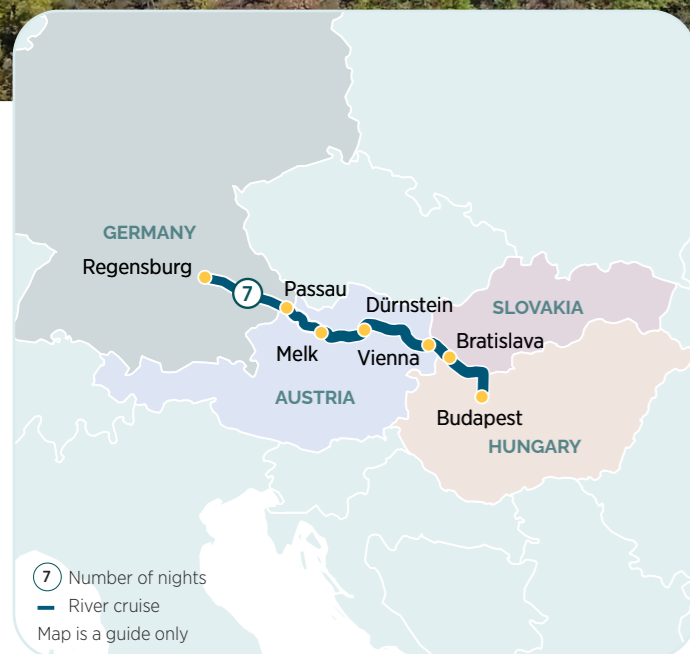 GERMANY
Regensburg
7
Passau
Dürnstein
SLOVAKIA
Melk
Vienna
Bratislava
AUSTRIA
Budapest
HUNGARY
7 Number of nights
River cruise
Map is a guide only